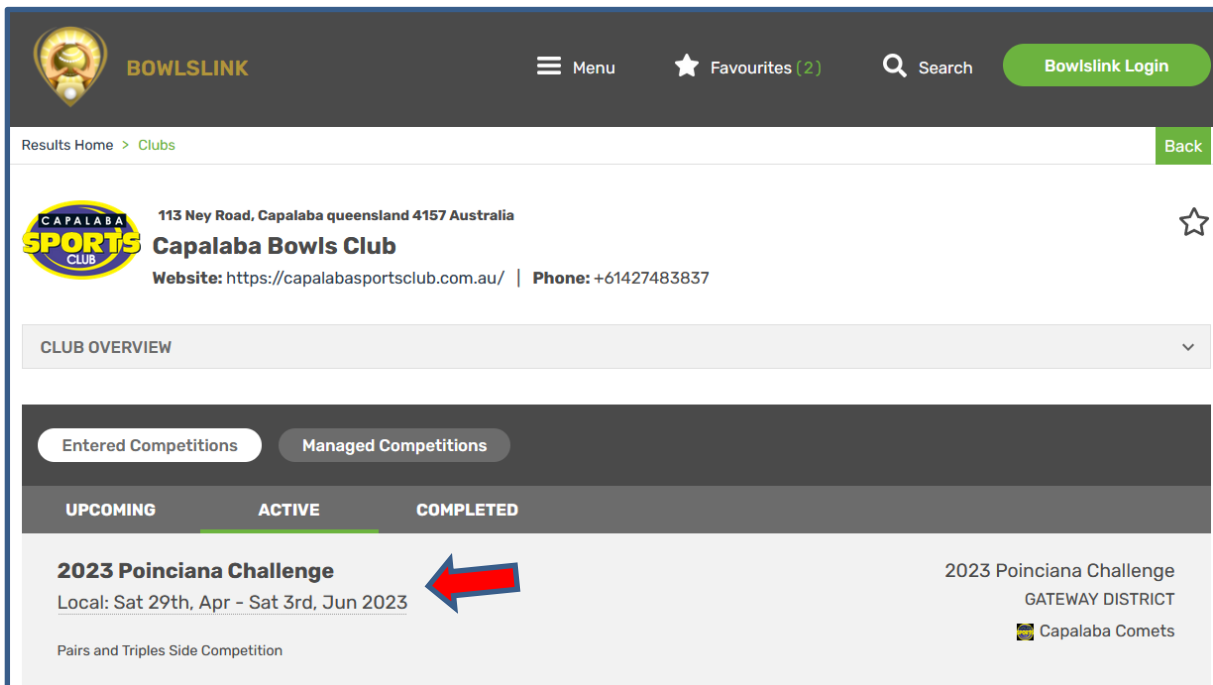 BOWLSLINK
Menu
Favourites (2)
Search
Bowlslink Login
Results Home > Clubs
Back
CAPALABA
SPORTS
CLUB
113 Ney Road, Capalaba queensland 4157 Australia
Capalaba Bowls Club
Website: https://capalabasportsclub.com.au/ | Phone: +61427483837
CLUB OVERVIEW
Entered Competitions
Managed Competitions
UPCOMING
ACTIVE
COMPLETED
2023 Poinciana Challenge
Local: Sat 29th, Apr - Sat 3rd, Jun 2023
Pairs and Triples Side Competition
2023 Poinciana Challenge
GATEWAY DISTRICT
Capalaba Comets